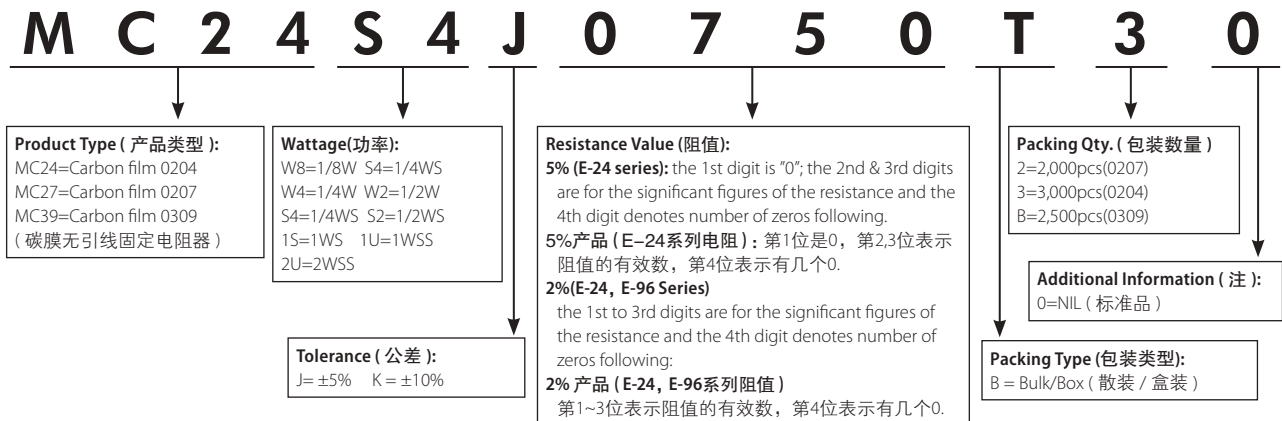 M C 2 4 S 4 J 0 7 5 0 T 3 0
Product Type ( 产品类型 ):
MC24=Carbon film 0204
MC27=Carbon film 0207
MC39=Carbon film 0309
( 碳膜无引线固定电阻器 )
Wattage(功率):
W8=1/8W S4=1/4WS
W4=1/4W W2=1/2W
S4=1/4WS S2=1/2WS
1S=1WS 1U=1WSS
2U=2WSS
Tolerance ( 公差 ):
J= ±5% K = ±10%
Resistance Value (阻值):
5% (E-24 series): the 1st digit is "0"; the 2nd & 3rd digits
are for the significant figures of the resistance and the
4th digit denotes number of zeros following.
5%产品 ( E–24系列电阻 ) : 第1位是0，第2,3位表示
阻值的有效数，第4位表示有几个0.
2%(E-24, E-96 Series)
the 1st to 3rd digits are for the significant figures of
the resistance and the 4th digit denotes number of
zeros following:
2% 产品 ( E-24, E-96系列阻值 )
第1~3位表示阻值的有效数，第4位表示有几个0.
Packing Qty. ( 包装数量 )
2=2,000pcs(0207)
3=3,000pcs(0204)
B=2,500pcs(0309)
Additional Information ( 注 ):
0=NIL ( 标准品 )
Packing Type (包装类型):
B = Bulk/Box ( 散装 / 盒装 )